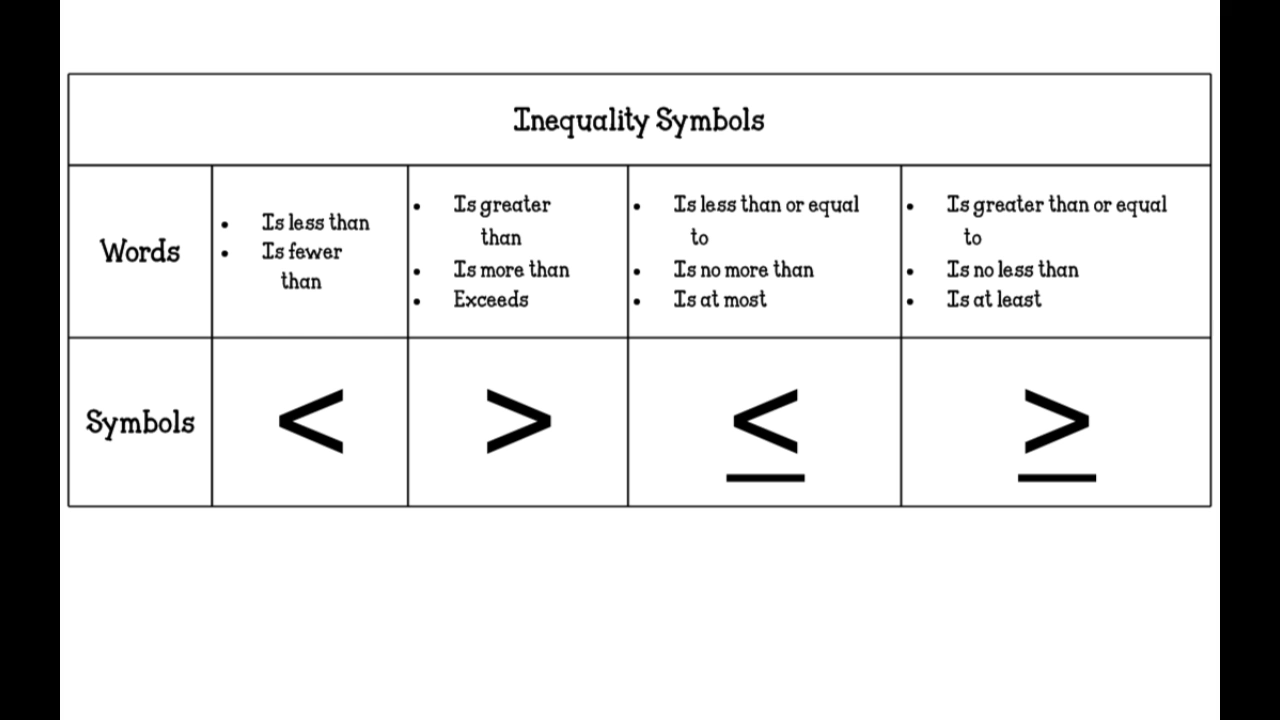 Inequality Symbols
Words
• Is less than
• Is fewer
than
• Is greater
than
• Is more than
• Exceeds
• Is less than or equal
to
• Is no more than
• Is at most
• Is greater than or equal
to
• Is no less than
• Is at least
Symbols
<
>
≤
≥